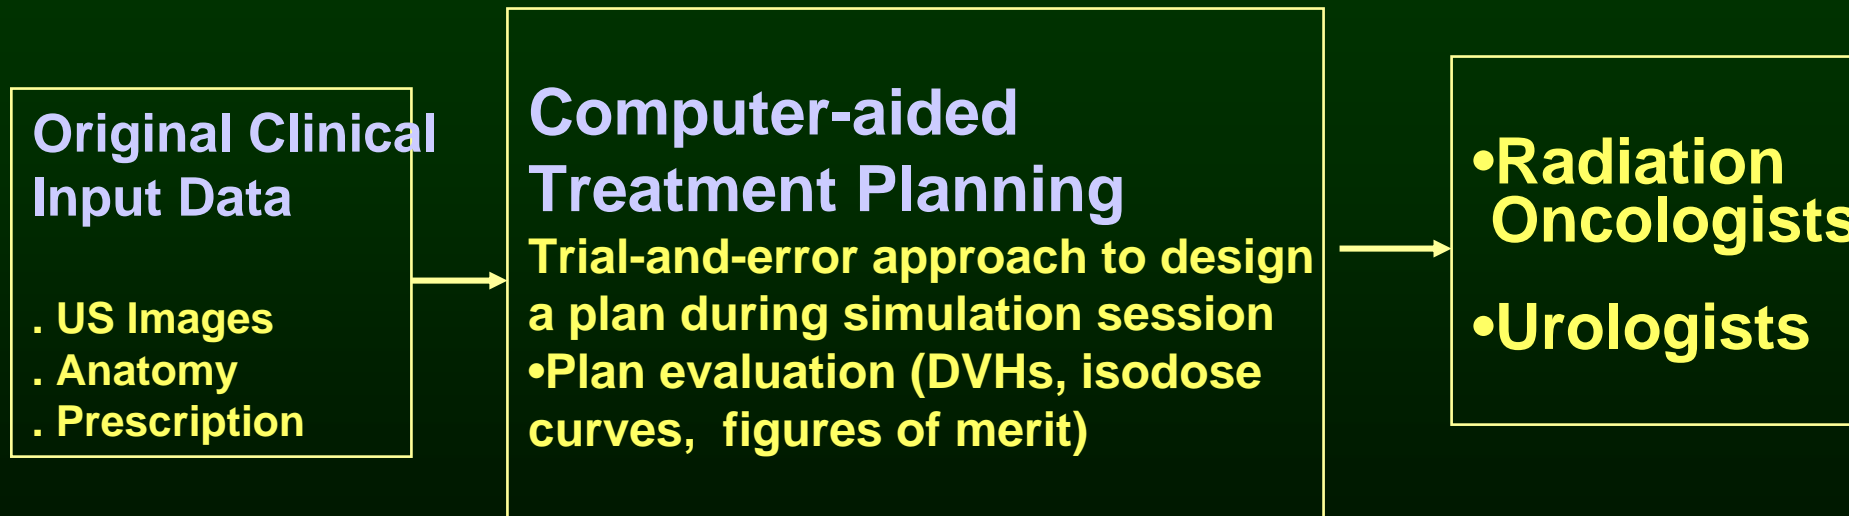 Original Clinical
Input Data
. US Images
. Anatomy
. Prescription
Computer-aided
Treatment Planning
Trial-and-error approach to design
a plan during simulation session
•Plan evaluation (DVHs, isodose
curves,  figures of merit)
•Radiation
Oncologists
•Urologists